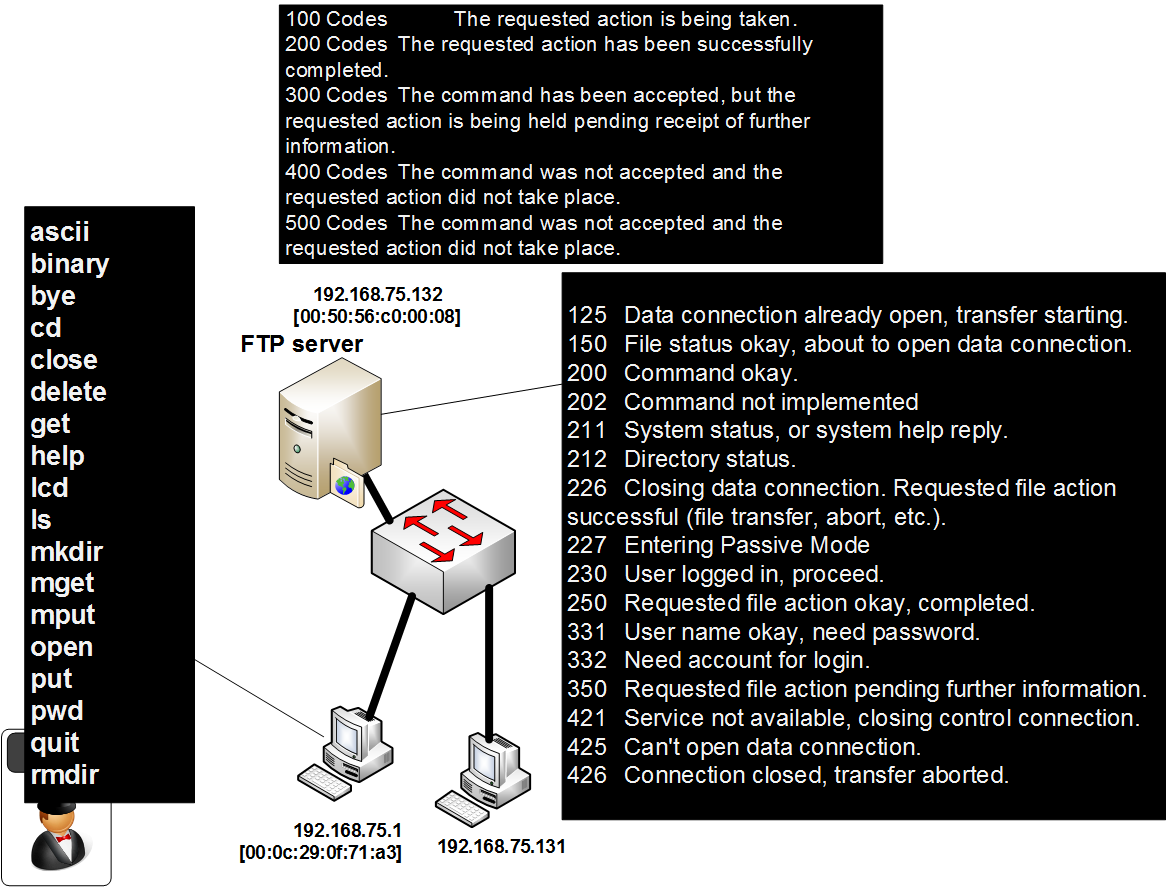 100 Codes The requested action is being taken.
200 Codes The requested action has been successfully
completed.
300 Codes The command has been accepted, but the
requested action is being held pending receipt of further
information.
400 Codes The command was not accepted and the
requested action did not take place.
500 Codes The command was not accepted and the
requested action did not take place.
ascii
binary
bye
cd
close
delete
get
help
lcd
ls
mkdir
mget
mput
open
put
pwd
quit
rmdir
192.168.75.132
[00:50:56:c0:00:08]
FTP server
125 Data connection already open, transfer starting.
150 File status okay, about to open data connection.
200 Command okay.
202 Command not implemented
211 System status, or system help reply.
212 Directory status.
226 Closing data connection. Requested file action
successful (file transfer, abort, etc.).
227 Entering Passive Mode
230 User logged in, proceed.
250 Requested file action okay, completed.
331 User name okay, need password.
332 Need account for login.
350 Requested file action pending further information.
421 Service not available, closing control connection.
425 Can't open data connection.
426 Connection closed, transfer aborted.
192.168.75.1
[00:0c:29:0f:71:a3]
192.168.75.131